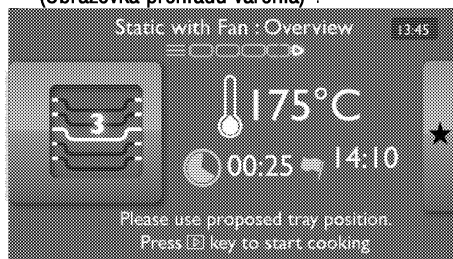 (Obrazovka prehľadu varenia) :
Static with Fan : Overview
13:45
3
175°C
00:25 14:10
Please use proposed tray position.
Press key to start cooking